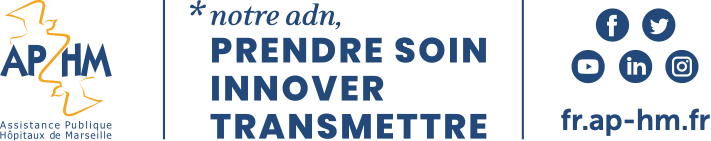 AP HM
Assistance Publique
Hôpitaux de Marseille
*notre adn,
PRENDRE SOIN
INNOVER
TRANSMETTRE
fr.ap-hm.fr